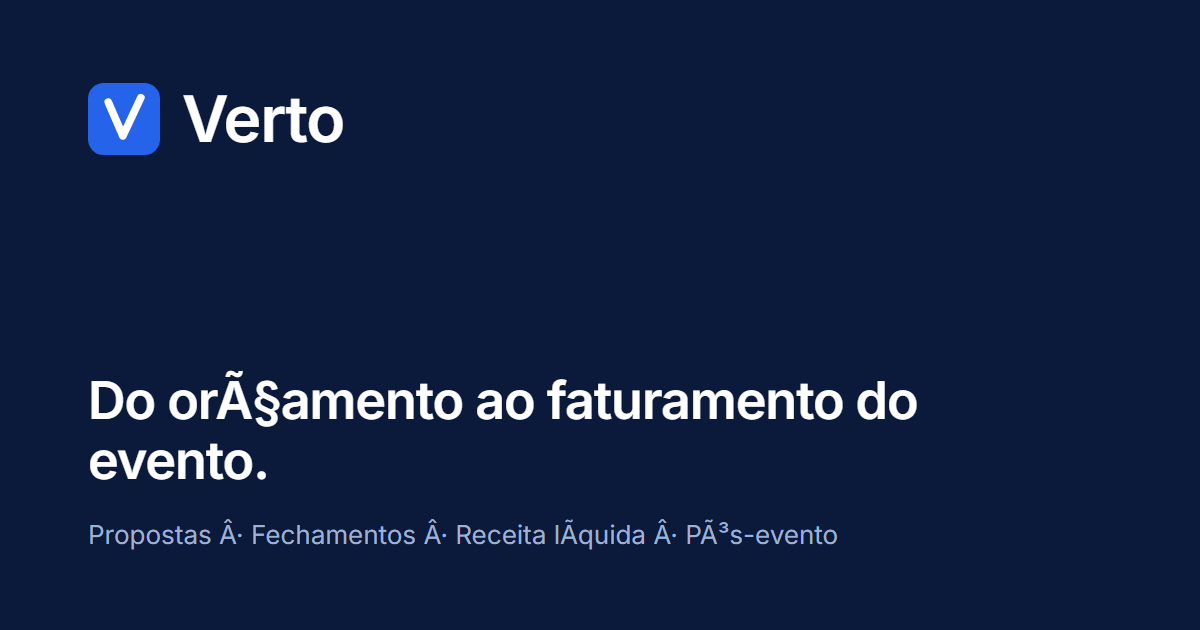 V Verto
Do orÃ§amento ao faturamento do
evento.
Propostas Â· Fechamentos Â· Receita lÃquida Â· PÃ³s-evento